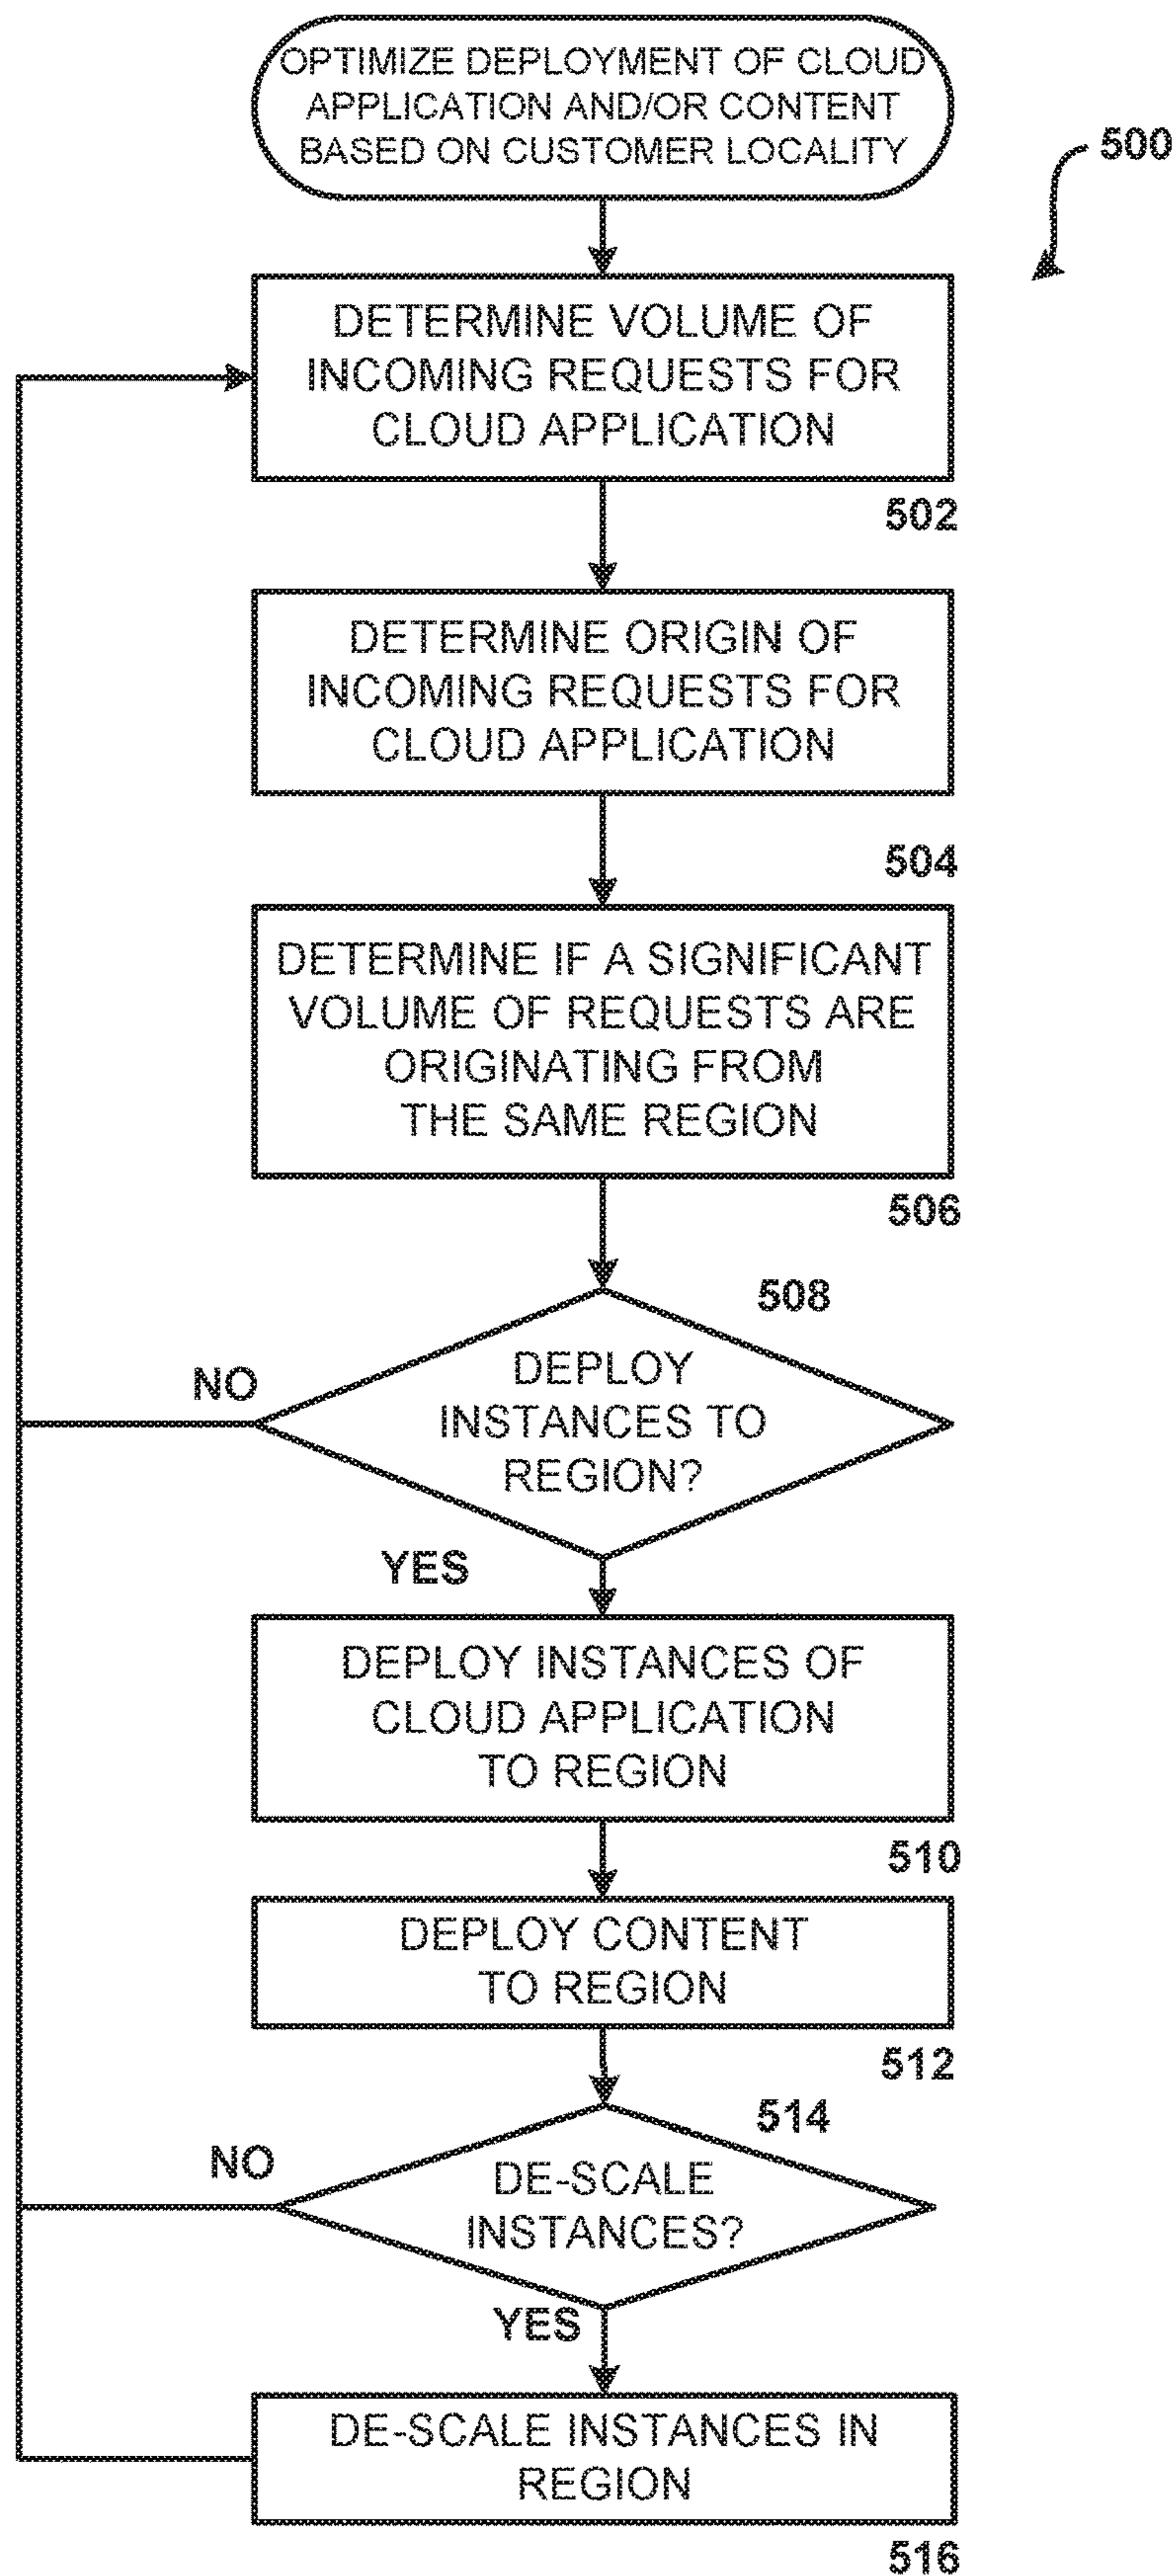 OPTIMIZE DEPLOYMENT OF CLOUD
APPLICATION AND/OR CONTENT
BASED ON CUSTOMER LOCALITY
500
DETERMINE VOLUME OF
INCOMING REQUESTS FOR
CLOUD APPLICATION
502
DETERMINE ORIGIN OF
INCOMING REQUESTS FOR
CLOUD APPLICATION
504
DETERMINE IF A SIGNIFICANT
VOLUME OF REQUESTS ARE
ORIGINATING FROM
THE SAME REGION
506
508
DEPLOY
INSTANCES TO
REGION?
NO
YES
DEPLOY INSTANCES OF
CLOUD APPLICATION
TO REGION
510
DEPLOY CONTENT
TO REGION
512
514
DE-SCALE
INSTANCES?
NO
YES
DE-SCALE INSTANCES IN
REGION
516